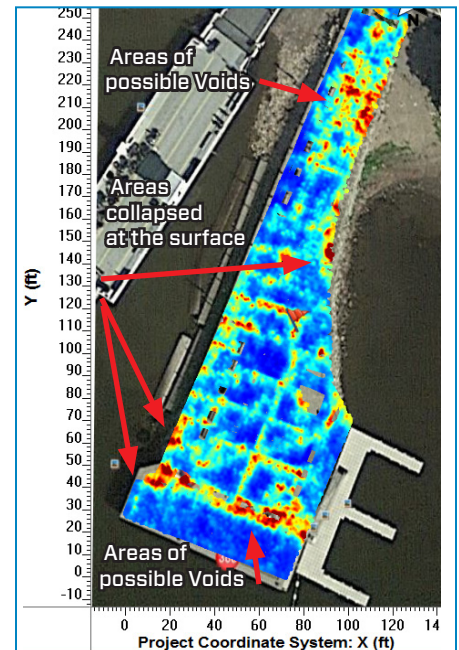 250
240
230
220
210
200
190
180
170
160
150
140
130
120
110
100
90
80
70
60
50
40
30
20
10
0
-10
Y (ft)
N
Areas of
possible Voids
Areas
collapsed
at the surface
Areas of
possible Voids
0 20 40 60 80 100 120 14
Project Coordinate System: X (ft)